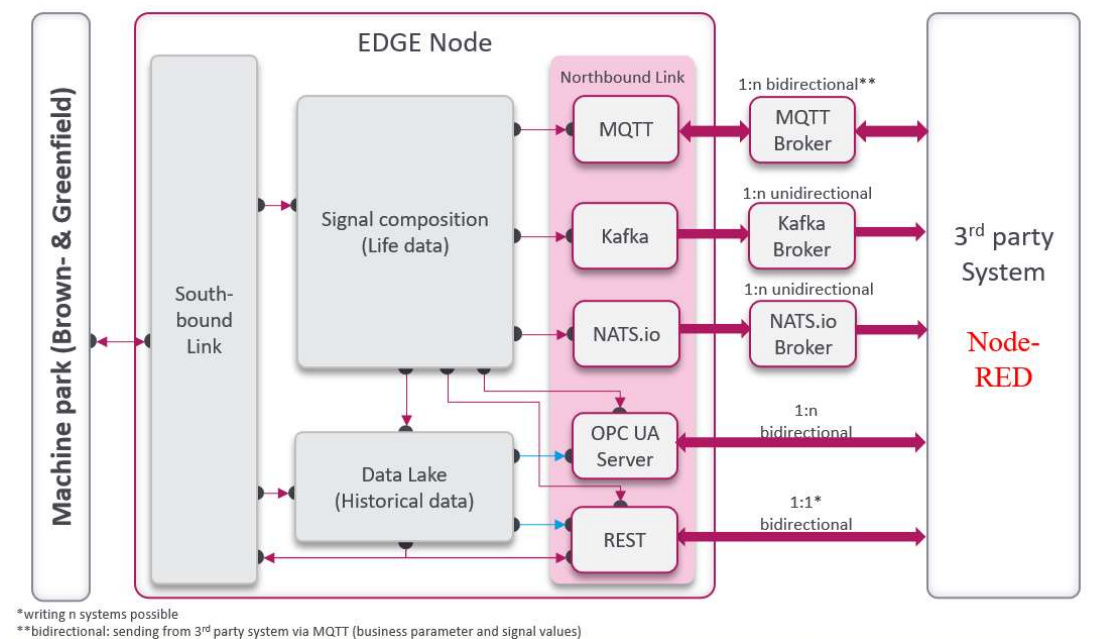 EDGE Node
Machine park (Brown- & Greenfield)
South-
bound
Link
Signal composition
(Life data)
Data Lake
(Historical data)
Northbound Link
MQTT
Kafka
NATS.io
OPC UA
Server
REST
1:n bidirectional**
MQTT
Broker
1:n unidirectional
Kafka
Broker
1:n unidirectional
NATS.io
Broker
1:n
bidirectional
1:1*
bidirectional
3rd party
System
Node-
RED
*writing n systems possible
**bidirectional: sending from 3rd party system via MQTT (business parameter and signal values)